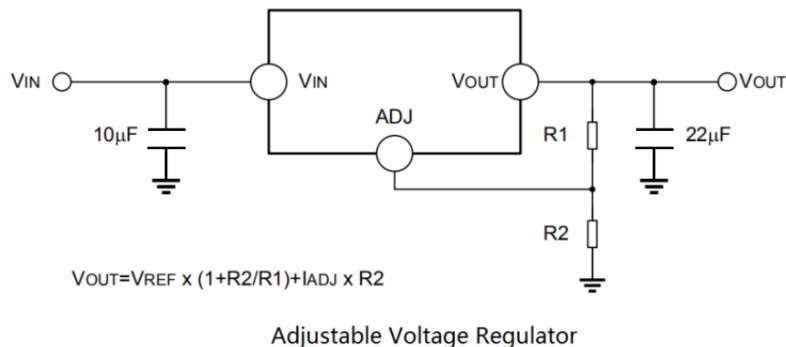 VIN
VIN
VOUT
VOUT
ADJ
10μF
R1
22μF
R2
VOUT=VREF x (1+R2/R1)+IADJ x R2
Adjustable Voltage Regulator